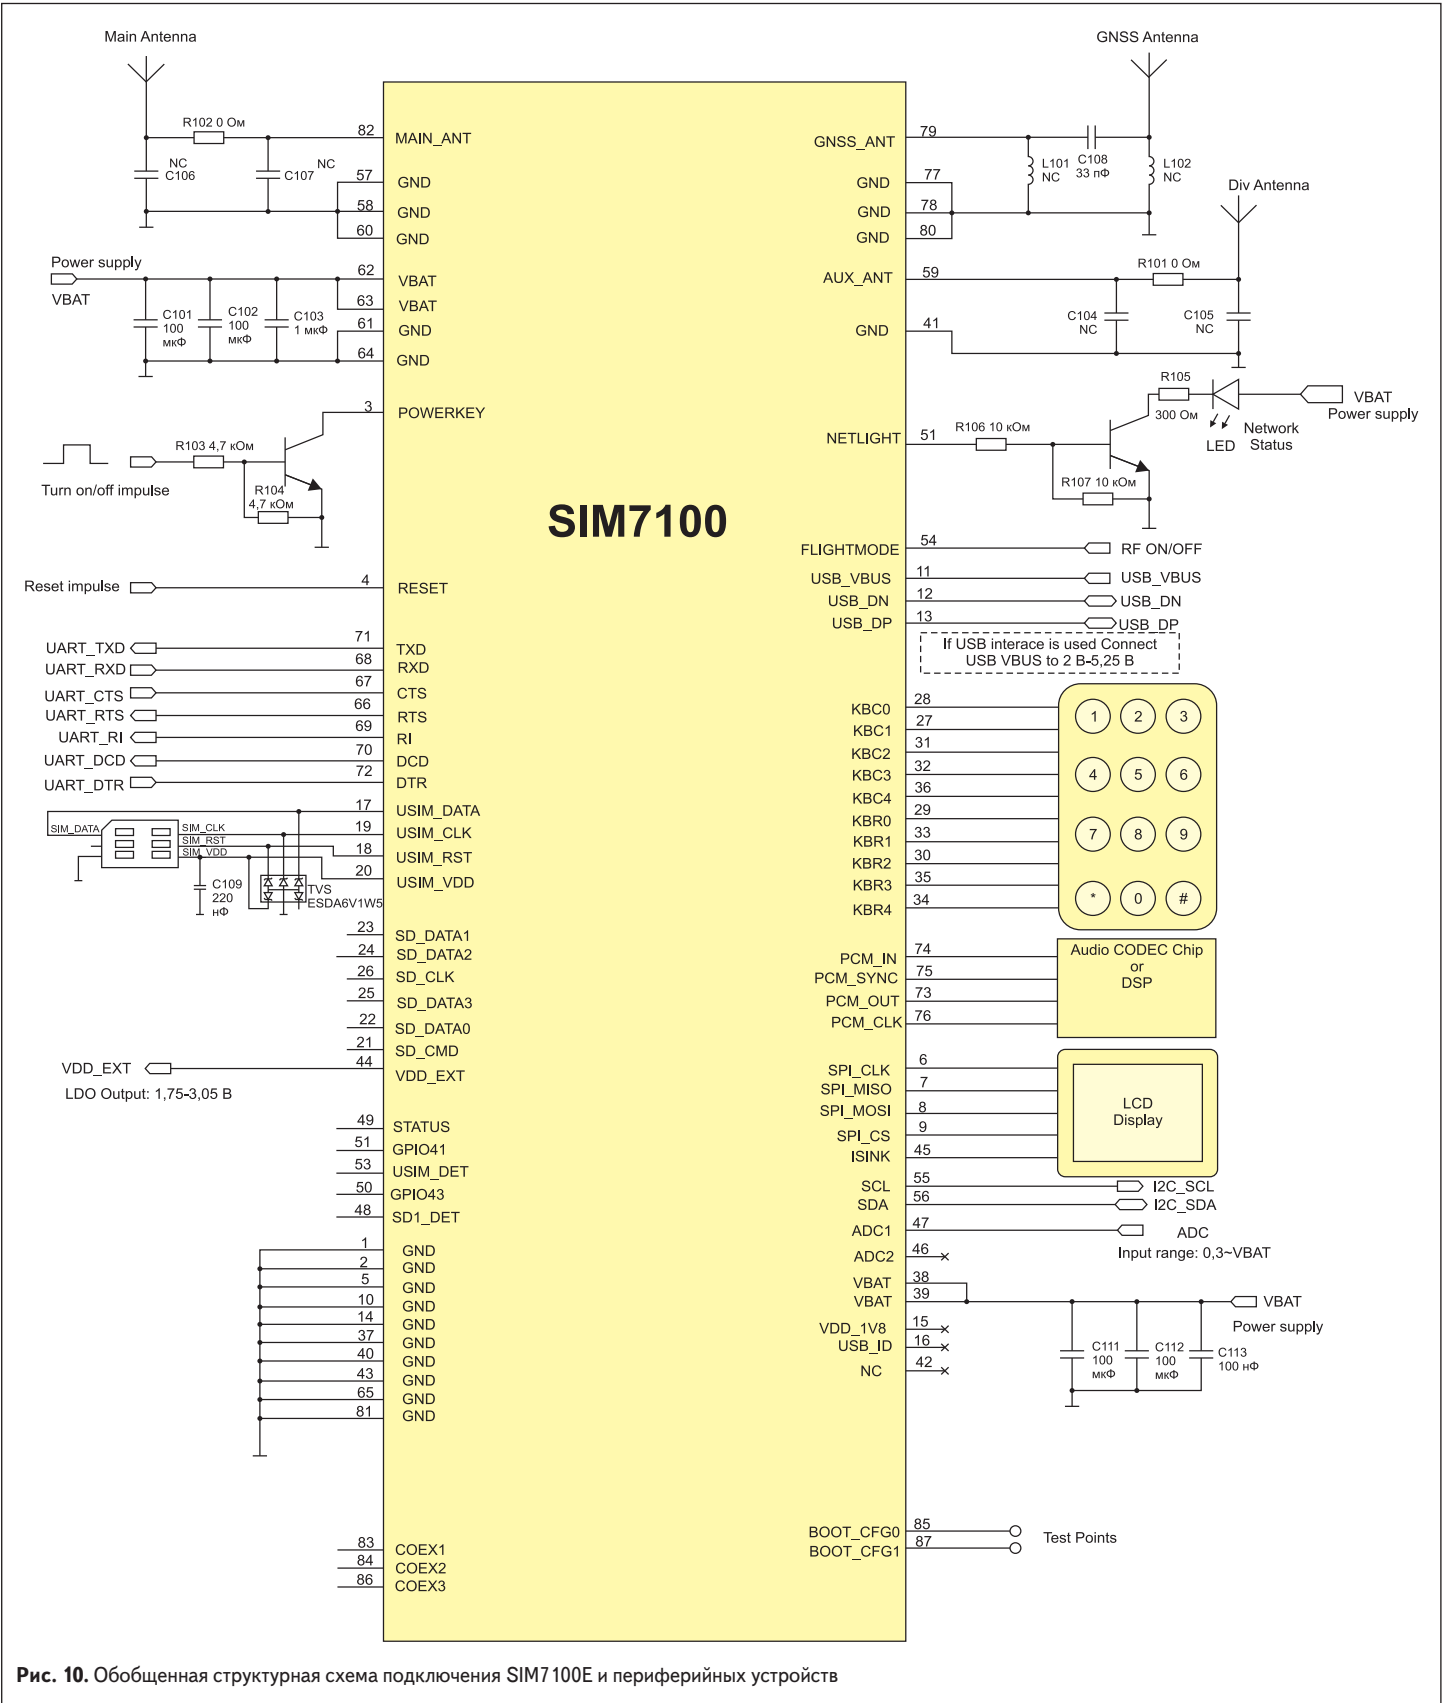 Main Antenna
GNSS Antenna
R102 0 Ом
82
MAIN_ANT
NC
C106
NC
C107
57
GND
58
GND
60
GND
Power supply
VBAT
62
VBAT
63
VBAT
61
GND
64
GND
C101
100
мкФ
C102
100
мкФ
C103
1 мкФ
3
POWERKEY
R103 4,7 кОм
R104
4,7 кОм
Turn on/off impulse
SIM7100
Reset impulse
4
RESET
UART_TXD
71
TXD
UART_RXD
68
RXD
UART_CTS
67
CTS
UART_RTS
66
RTS
UART_RI
69
RI
UART_DCD
70
DCD
UART_DTR
72
DTR
17
USIM_DATA
19
USIM_CLK
18
USIM_RST
20
USIM_VDD
SIM_DATA
SIM_CLK
SIM_RST
SIM_VDD
C109
220
нФ
TVS
ESDA6V1W5
23
SD_DATA1
24
SD_DATA2
26
SD_CLK
25
SD_DATA3
22
SD_DATA0
21
SD_CMD
VDD_EXT
44
VDD_EXT
LDO Output: 1,75-3,05 В
49
STATUS
51
GPIO41
53
USIM_DET
50
GPIO43
48
SD1_DET
1
GND
2
GND
5
GND
10
GND
14
GND
37
GND
40
GND
43
GND
65
GND
81
GND
83
COEX1
84
COEX2
86
COEX3
GNSS_ANT
79
L101
NC
C108
33 пФ
L102
NC
GND
77
GND
78
GND
80
Div Antenna
AUX_ANT
59
R101 0 Ом
C104
NC
C105
NC
GND
41
R105
300 Ом
LED
Network
Status
VBAT
Power supply
NETLIGHT
51
R106 10 кОм
R107 10 кОм
FLIGHTMODE
54
RF ON/OFF
USB_VBUS
11
USB_VBUS
USB_DN
12
USB_DN
USB_DP
13
USB_DP
If USB interace is used Connect
USB VBUS to 2 В-5,25 В
KBC0
28
KBC1
27
KBC2
31
KBC3
32
KBC4
36
KBR0
29
KBR1
33
KBR2
30
KBR3
35
KBR4
34
1 2 3
4 5 6
7 8 9
* 0 #
PCM_IN
74
PCM_SYNC
75
PCM_OUT
73
PCM_CLK
76
Audio CODEC Chip
or
DSP
SPI_CLK
6
SPI_MISO
7
SPI_MOSI
8
SPI_CS
9
ISINK
45
LCD
Display
SCL
55
I2C_SCL
SDA
56
I2C_SDA
ADC1
47
ADC
Input range: 0,3~VBAT
ADC2
46
VBAT
38
VBAT
39
VBAT
Power supply
VDD_1V8
15
USB_ID
16
NC
42
C111
100
мкФ
C112
100
мкФ
C113
100 нФ
BOOT_CFG0
85
BOOT_CFG1
87
Test Points
Рис. 10. Обобщенная структурная схема подключения SIM7100E и периферийных устройств